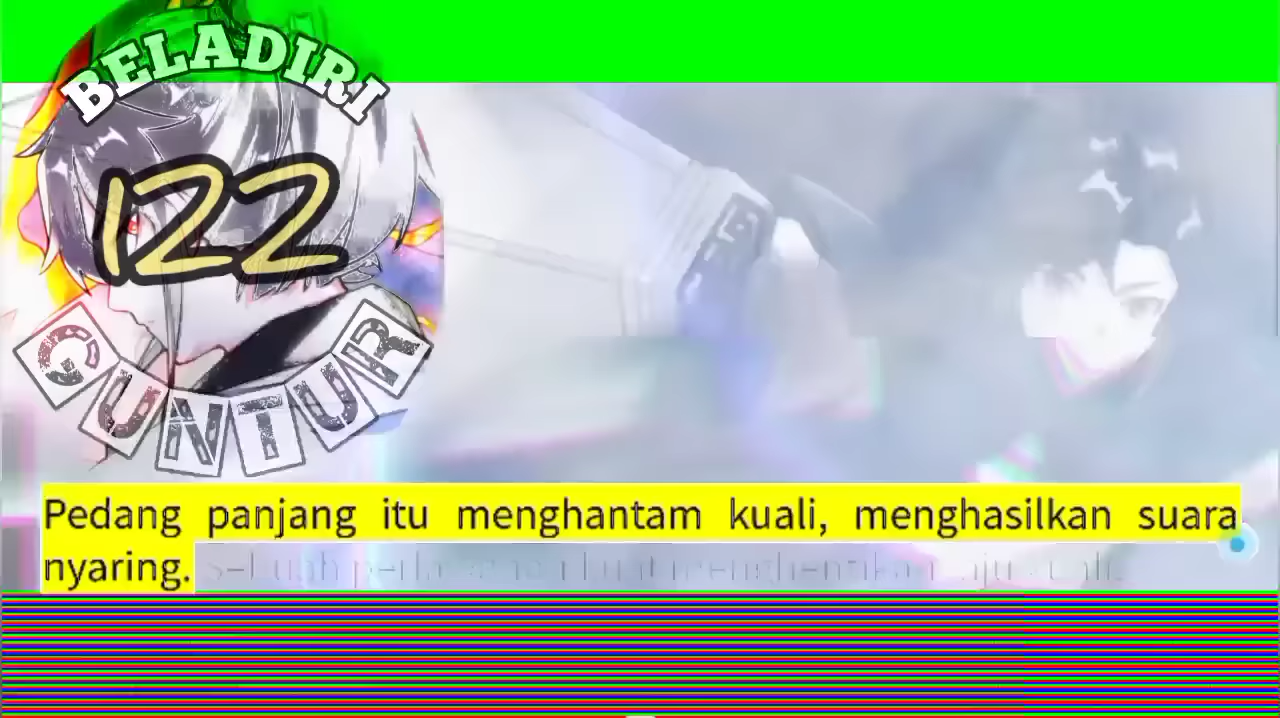 BELADIRI
122
GUNTUR
Pedang panjang itu menghantam kuali, menghasilkan suara
nyaring.